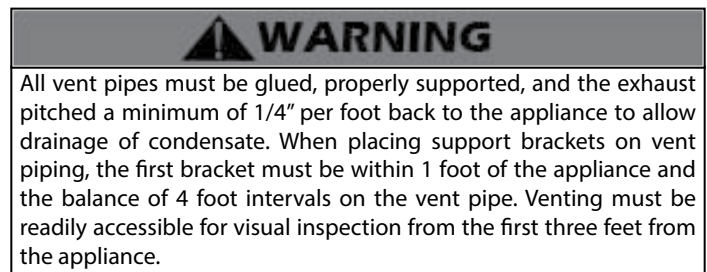 WARNING
All vent pipes must be glued, properly supported, and the exhaust
pitched a minimum of 1/4” per foot back to the appliance to allow
drainage of condensate. When placing support brackets on vent
piping, the first bracket must be within 1 foot of the appliance and
the balance of 4 foot intervals on the vent pipe. Venting must be
readily accessible for visual inspection from the first three feet from
the appliance.